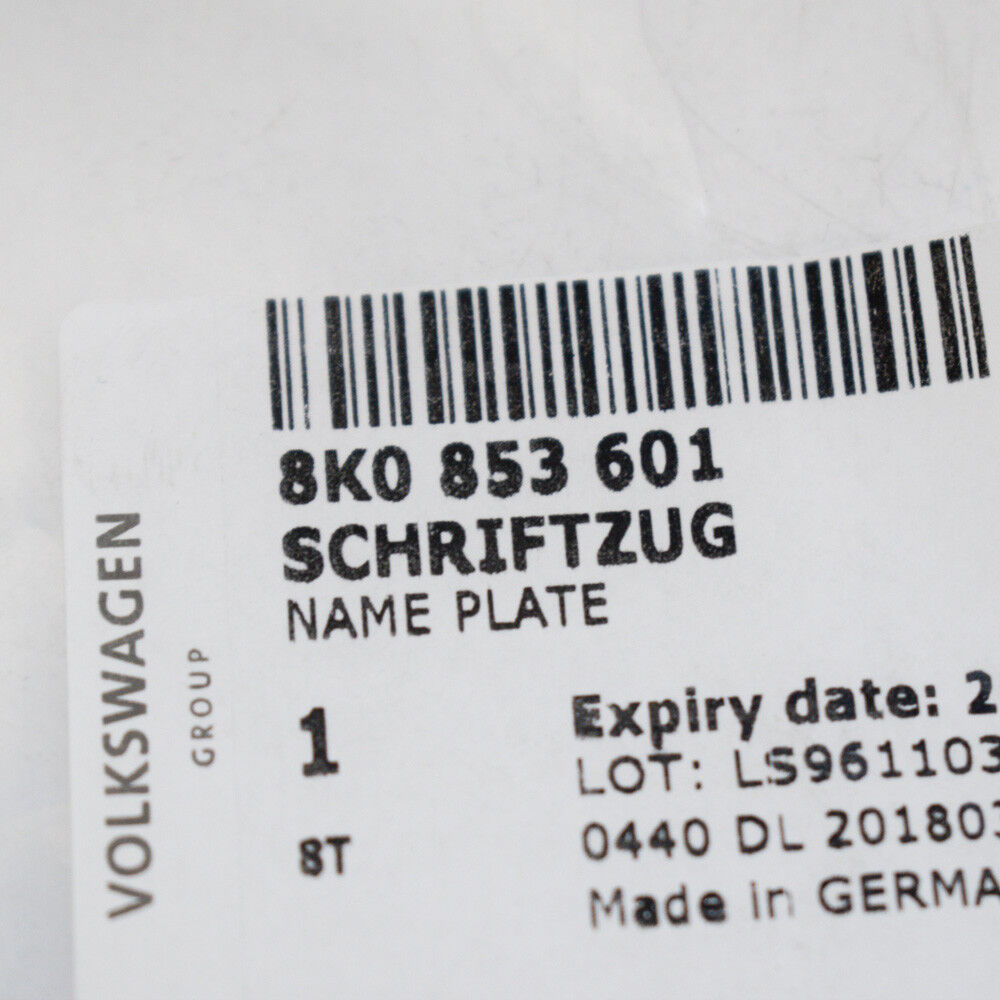 8K0 853 601
SCHRIFTZUG
NAME PLATE
1
Expiry date: 2
LOT: LS961103
8T
0440 DL 201803
Made in GERMA
VOLKSWAGEN
GROUP